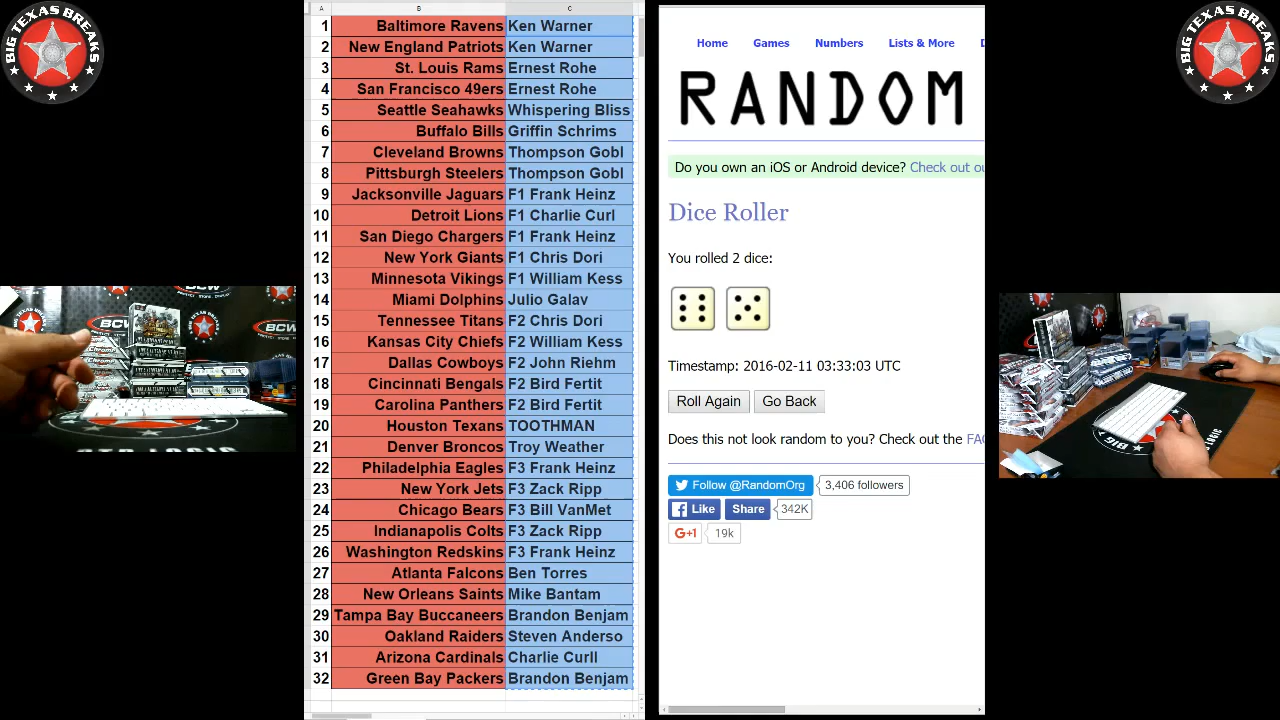 BIG TEXAS BREAKS
A B C
1 Baltimore Ravens Ken Warner
2 New England Patriots Ken Warner
3 St. Louis Rams Ernest Rohe
4 San Francisco 49ers Ernest Rohe
5 Seattle Seahawks Whispering Bliss
6 Buffalo Bills Griffin Schrims
7 Cleveland Browns Thompson Gobl
8 Pittsburgh Steelers Thompson Gobl
9 Jacksonville Jaguars F1 Frank Heinz
10 Detroit Lions F1 Charlie Curl
11 San Diego Chargers F1 Frank Heinz
12 New York Giants F1 Chris Dori
13 Minnesota Vikings F1 William Kess
14 Miami Dolphins Julio Galav
15 Tennessee Titans F2 Chris Dori
16 Kansas City Chiefs F2 William Kess
17 Dallas Cowboys F2 John Riehm
18 Cincinnati Bengals F2 Bird Fertit
19 Carolina Panthers F2 Bird Fertit
20 Houston Texans TOOTHMAN
21 Denver Broncos Troy Weather
22 Philadelphia Eagles F3 Frank Heinz
23 New York Jets F3 Zack Ripp
24 Chicago Bears F3 Bill VanMet
25 Indianapolis Colts F3 Zack Ripp
26 Washington Redskins F3 Frank Heinz
27 Atlanta Falcons Ben Torres
28 New Orleans Saints Mike Bantam
29 Tampa Bay Buccaneers Brandon Benjam
30 Oakland Raiders Steven Anderso
31 Arizona Cardinals Charlie Curll
32 Green Bay Packers Brandon Benjam
Home Games Numbers Lists & More
RANDOM
Do you own an iOS or Android device? Check out ou
Dice Roller
You rolled 2 dice:
Timestamp: 2016-02-11 03:33:03 UTC
Roll Again Go Back
Does this not look random to you? Check out the FAC
Follow @RandomOrg 3,406 followers
Like Share 342K
G+1 19k
BIG TEXAS BREAKS
BCW
BCW